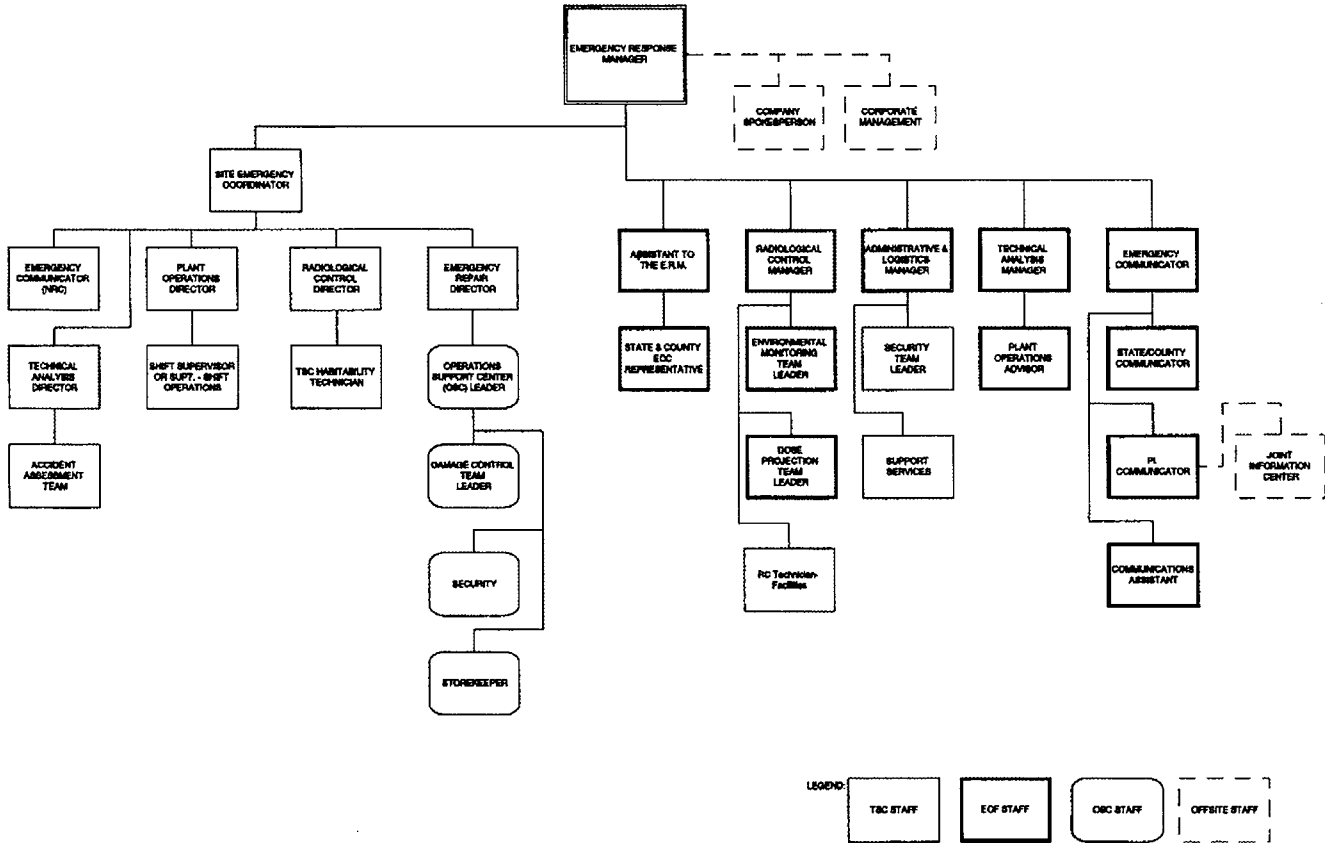 EMERGENCY RESPONSE
MANAGER
COMPANY
SPOKESPERSON
CORPORATE
MANAGEMENT
SITE EMERGENCY
COORDINATOR
EMERGENCY
COMMUNICATOR
(NRC)
PLANT
OPERATIONS
DIRECTOR
RADIOLOGICAL
CONTROL
DIRECTOR
EMERGENCY
REPAIR
DIRECTOR
ASSISTANT TO
THE E.R.M.
RADIOLOGICAL
CONTROL
MANAGER
ADMINISTRATIVE &
LOGISTICS
MANAGER
TECHNICAL
ANALYSIS
MANAGER
EMERGENCY
COMMUNICATOR
TECHNICAL
ANALYSIS
DIRECTOR
SHIFT SUPERVISOR
OR SUPT. - SHIFT
OPERATIONS
TSC HABITABILITY
TECHNICIAN
OPERATIONS
SUPPORT CENTER
(OSC) LEADER
STATE & COUNTY
EOC
REPRESENTATIVE
ENVIRONMENTAL
MONITORING
TEAM
LEADER
SECURITY
TEAM
LEADER
PLANT
OPERATIONS
ADVISOR
STATE/COUNTY
COMMUNICATOR
ACCIDENT
ASSESSMENT
TEAM
DAMAGE CONTROL
TEAM
LEADER
DOSE
PROJECTION
TEAM
LEADER
SUPPORT
SERVICES
PI
COMMUNICATOR
JOINT
INFORMATION
CENTER
SECURITY
RC Technician-
Facilities
COMMUNICATIONS
ASSISTANT
STOREKEEPER
LEGEND:
TSC STAFF
EOF STAFF
OSC STAFF
OFFSITE STAFF